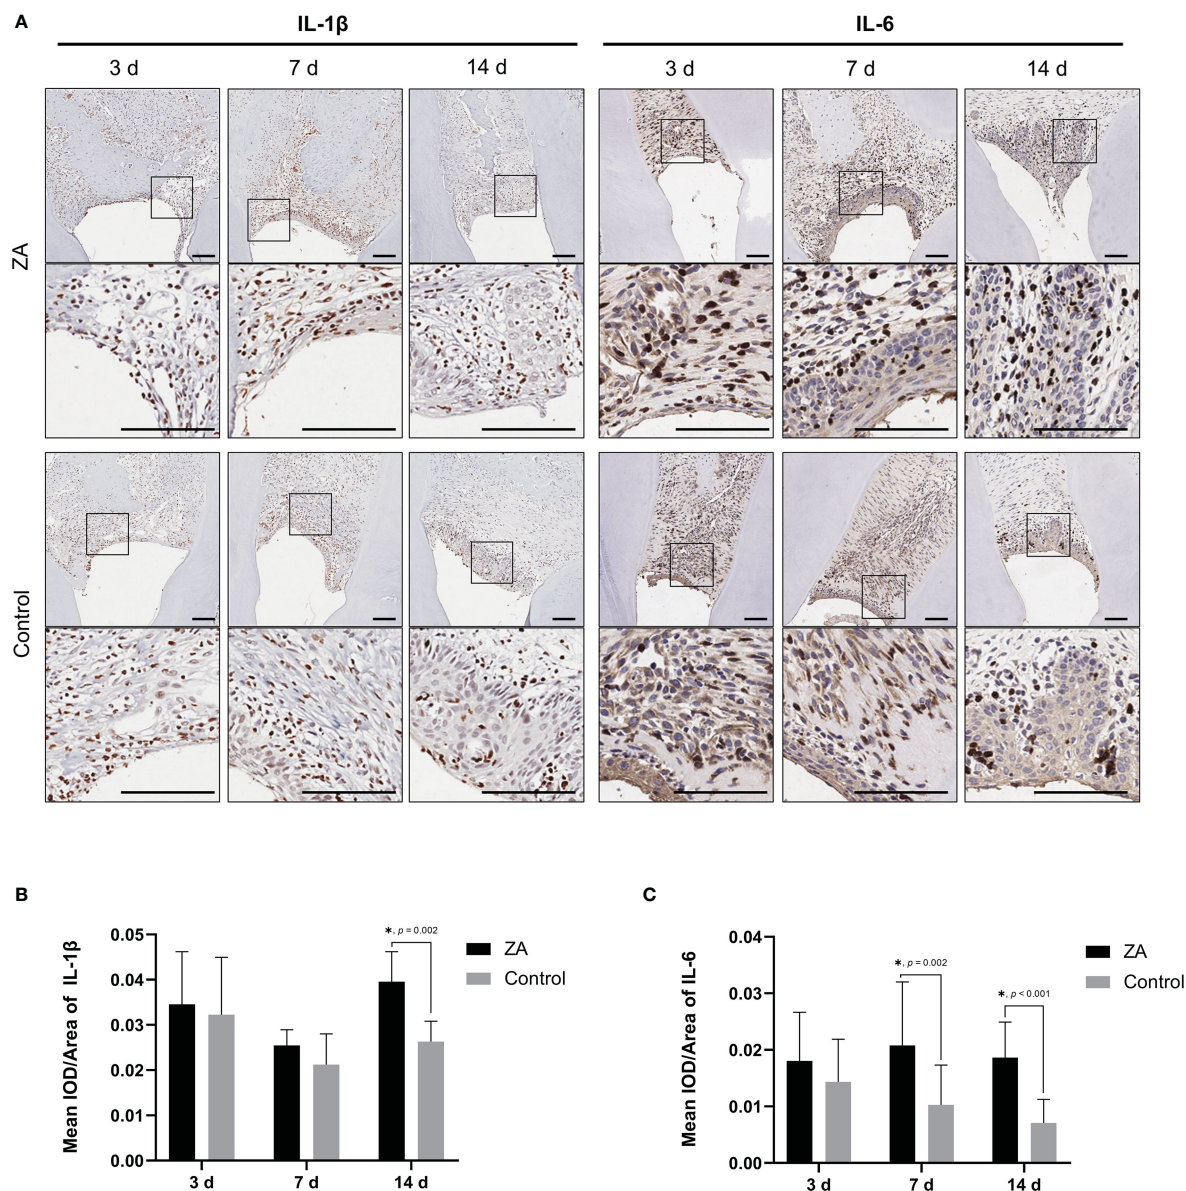 A
IL-1β IL-6
3 d 7 d 14 d 3 d 7 d 14 d
ZA
Control
B
Mean IOD/Area of IL-1β
0.05
0.04
0.03
0.02
0.01
0.00
3 d 7 d 14 d
*, p = 0.002
ZA
Control
C
Mean IOD/Area of IL-6
0.04
0.03
0.02
0.01
0.00
3 d 7 d 14 d
*, p = 0.002
*, p < 0.001
ZA
Control